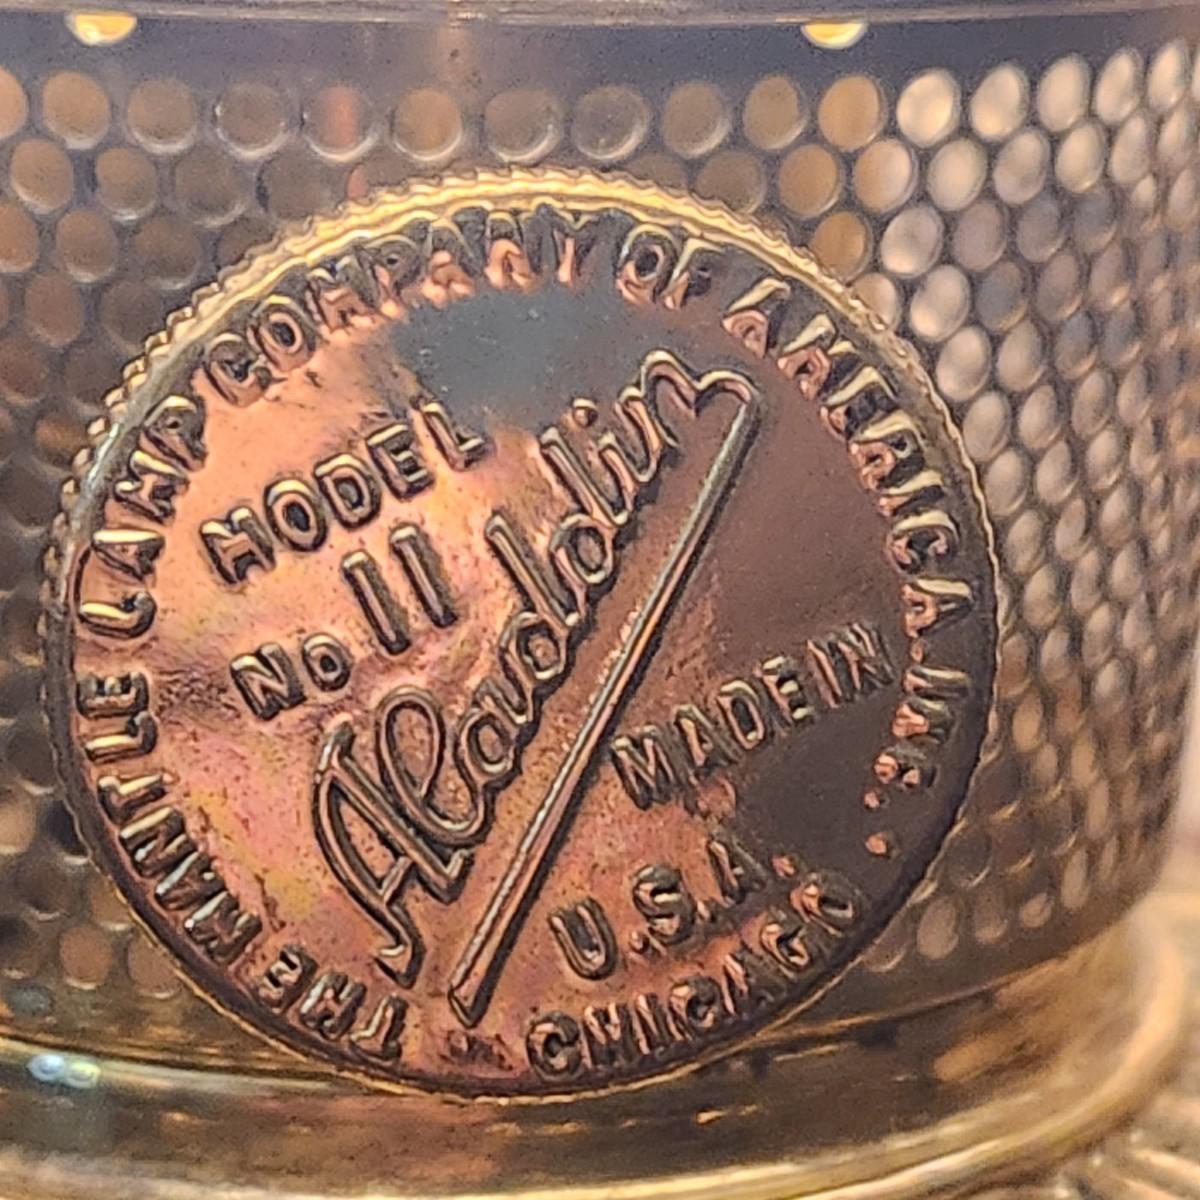 THE MANTLE LAMP COMPANY OF AMERICA, INC.
CHICAGO
MODEL
No 11
Aladdin
MADE IN
U.S.A.